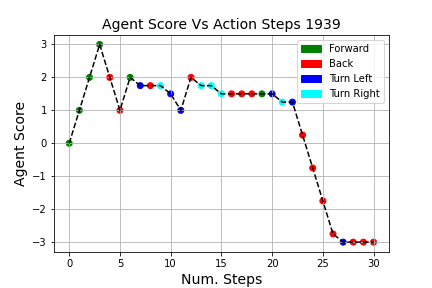 Agent Score Vs Action Steps 1939
3
2
1
0
−1
−2
−3
Agent Score
Forward
Back
Turn Left
Turn Right
0 5 10 15 20 25 30
Num. Steps